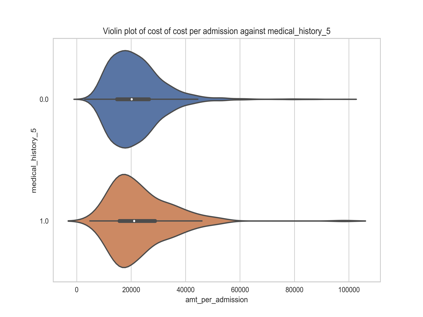 Violin plot of cost of cost per admission against medical_history_5
medical_history_5
0.0
1.0
0 20000 40000 60000 80000 100000
amt_per_admission